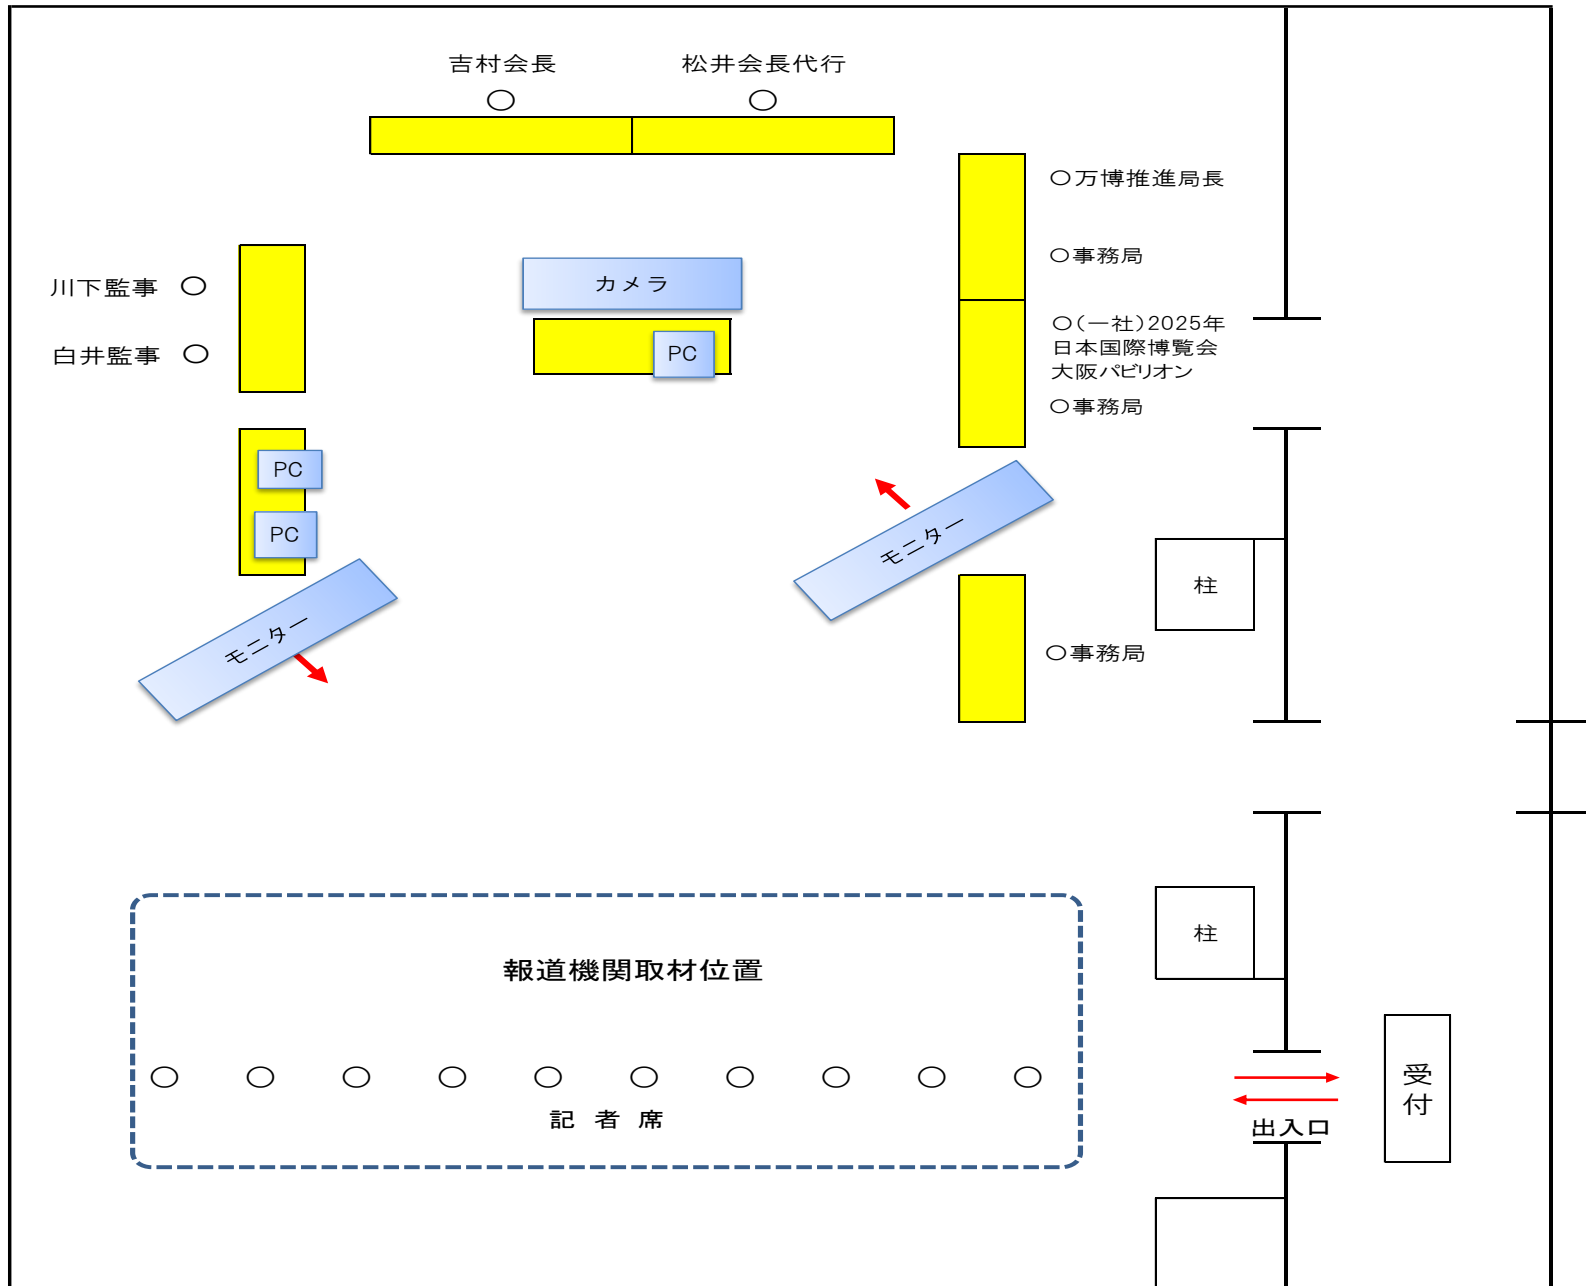 吉村会長
松井会長代行
○万博推進局長
○事務局
川下監事 ○
カメラ
○(一社)2025年
日本国際博覧会
大阪パビリオン
白井監事 ○
PC
○事務局
PC
PC
モニター
モニター
柱
○事務局
柱
報道機関取材位置
記者席
受付
出入口